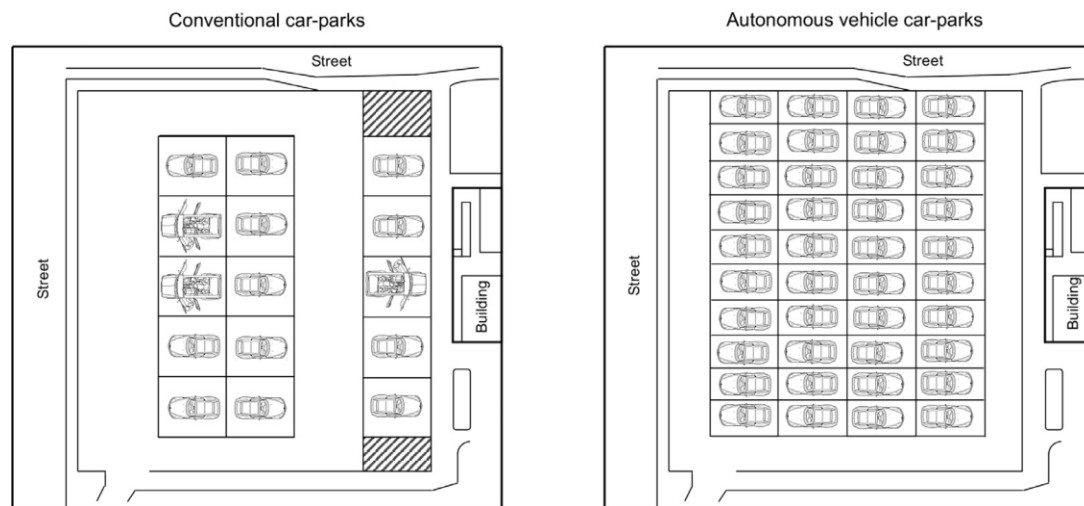 Conventional car-parks
Street
Street
Building
Autonomous vehicle car-parks
Street
Street
Building